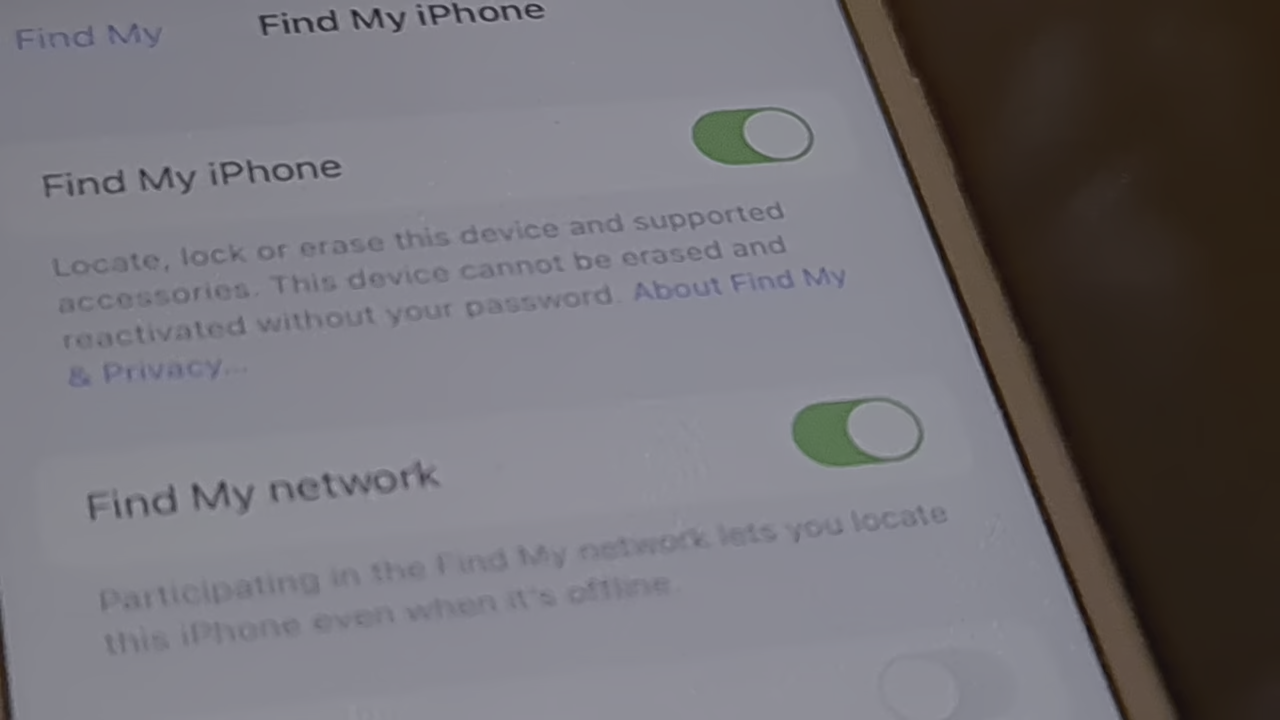 Find My
Find My iPhone
Find My iPhone
Locate, lock or erase this device and supported
accessories. This device cannot be erased and
reactivated without your password. About Find My
& Privacy...
Find My network
Participating in the Find My network lets you locate
this iPhone even when it's offline.